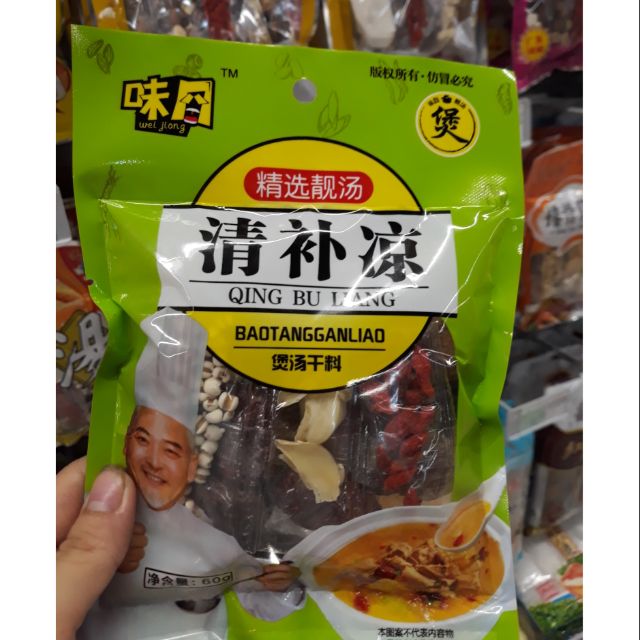 味冏 TM
wei jiong
版权所有·仿冒必究
煲
精选靓汤
清补凉
QING BU LIANG
BAOTANGGANLIAO
煲汤干料
净含量:60g
本图案不代表内容物